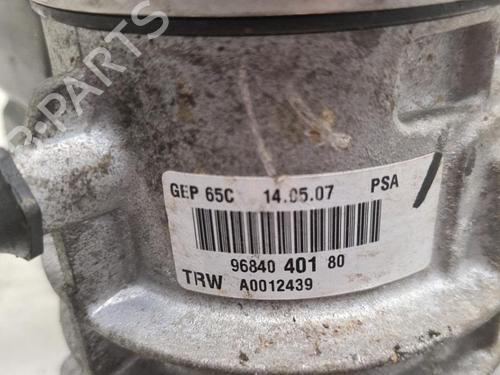 B-PARTS
GEP 65C 14.05.07 PSA
96840 401 80
TRW A0012439